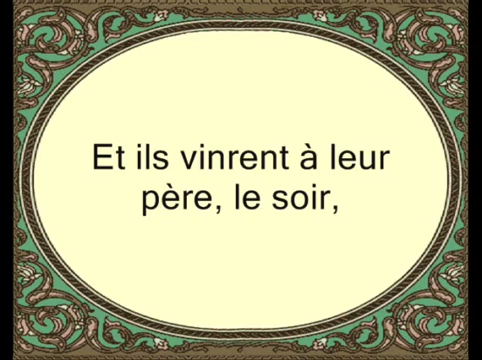 Et ils vinrent à leur
père, le soir,